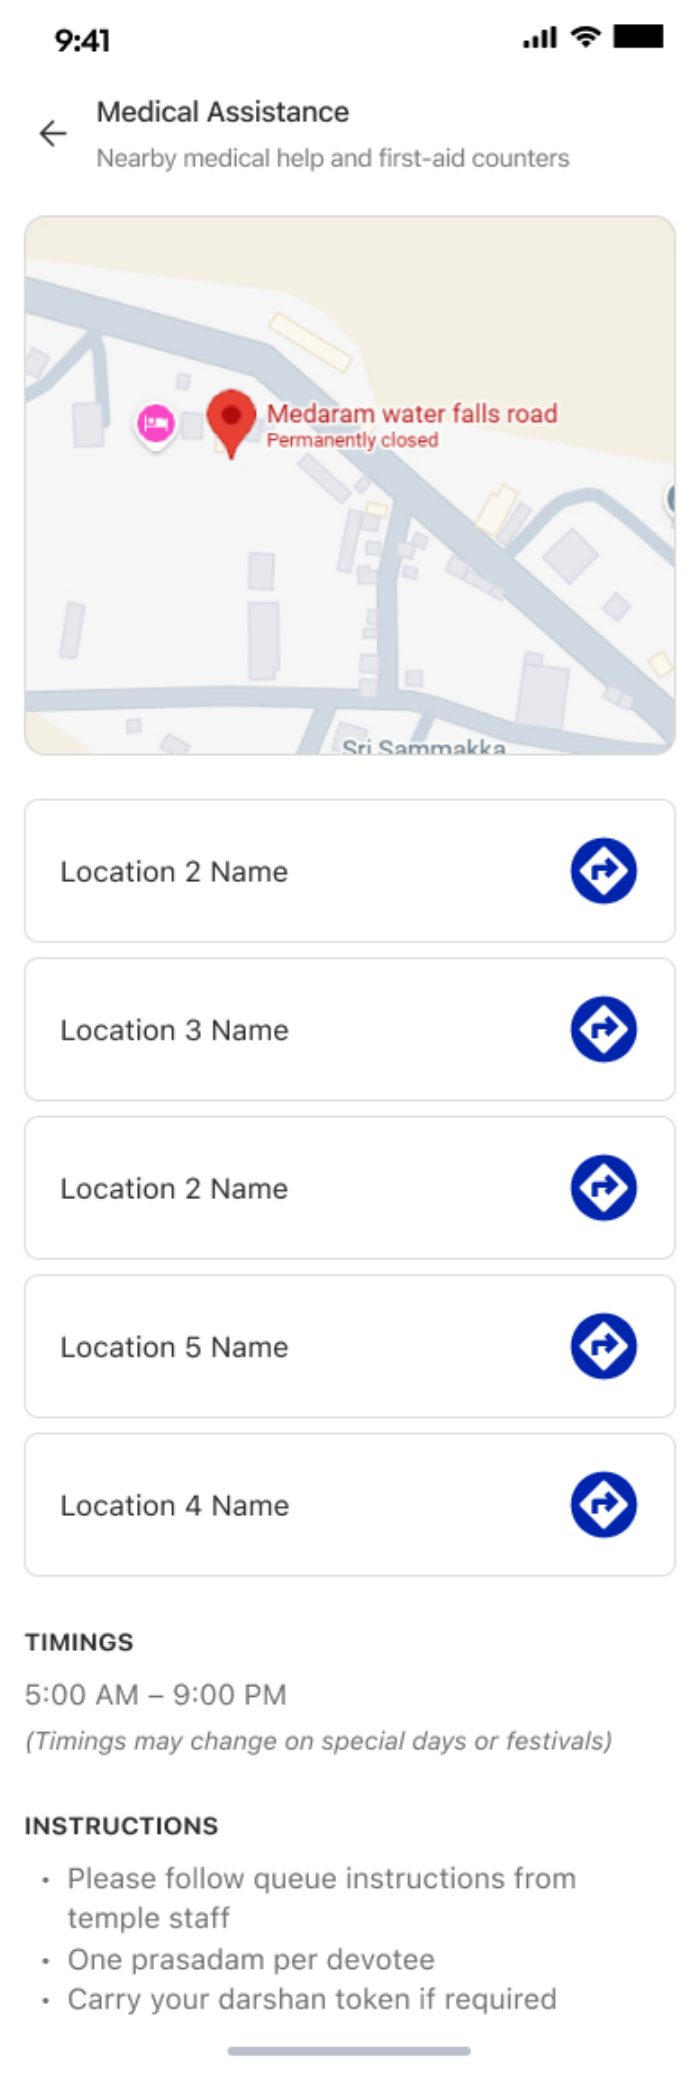 9:41
Medical Assistance
Nearby medical help and first-aid counters
Medaram water falls road
Permanently closed
Sri Sammakka
Location 2 Name
Location 3 Name
Location 2 Name
Location 5 Name
Location 4 Name
TIMINGS
5:00 AM – 9:00 PM
(Timings may change on special days or festivals)
INSTRUCTIONS
• Please follow queue instructions from
temple staff
• One prasadam per devotee
• Carry your darshan token if required